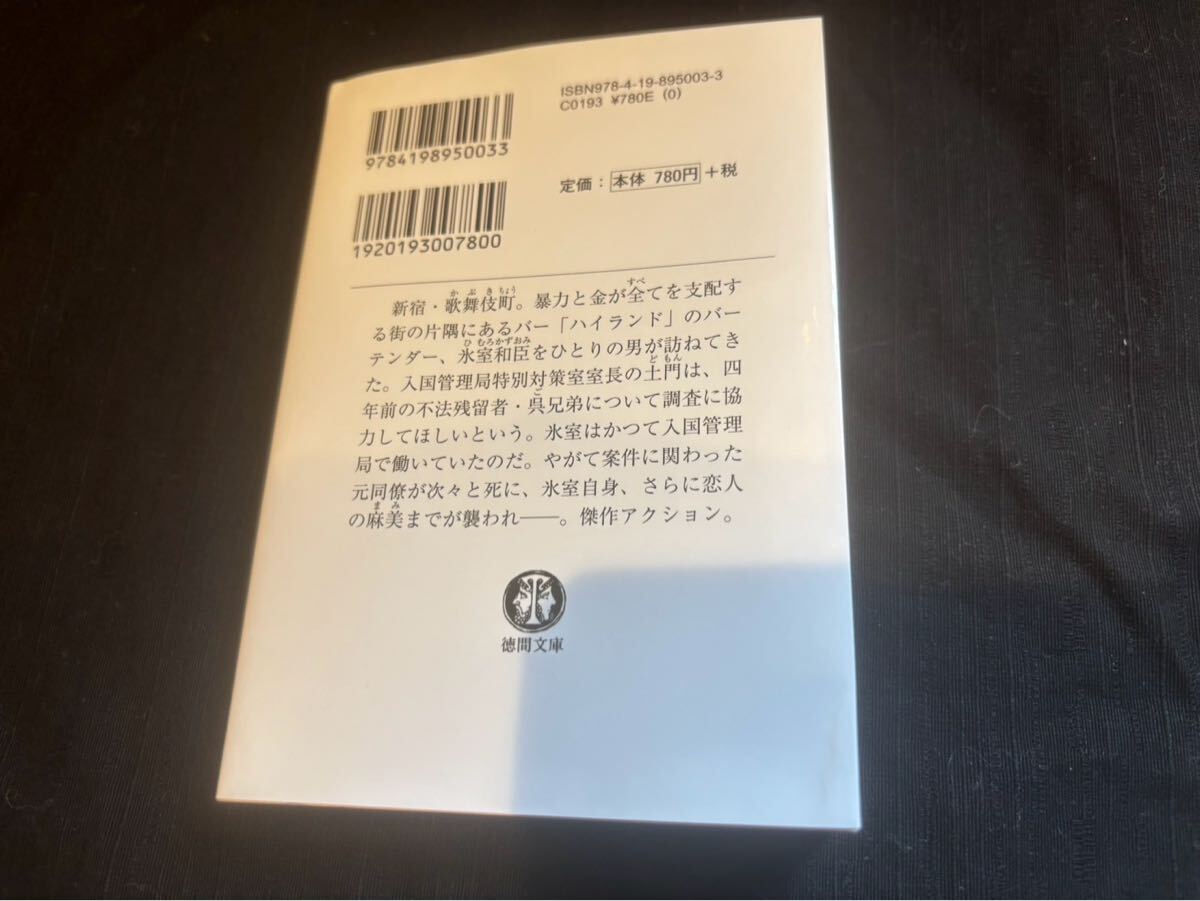 ISBN978-4-19-895003-3
C0193 ¥780E (0)
9784198950033
定価：本体 780円＋税
1920193007800
新宿・歌舞伎町。暴力と金が全てを支配す
る街の片隅にあるバー「ハイランド」のバー
テンダー、氷室和臣をひとりの男が訪ねてき
た。入国管理局特別対策室室長の土門は、四
年前の不法残留者・呉兄弟について調査に協
力してほしいという。氷室はかつて入国管理
局で働いていたのだ。やがて案件に関わった
元同僚が次々と死に、氷室自身、さらに恋人
の麻美までが襲われ――。傑作アクション。
徳間文庫